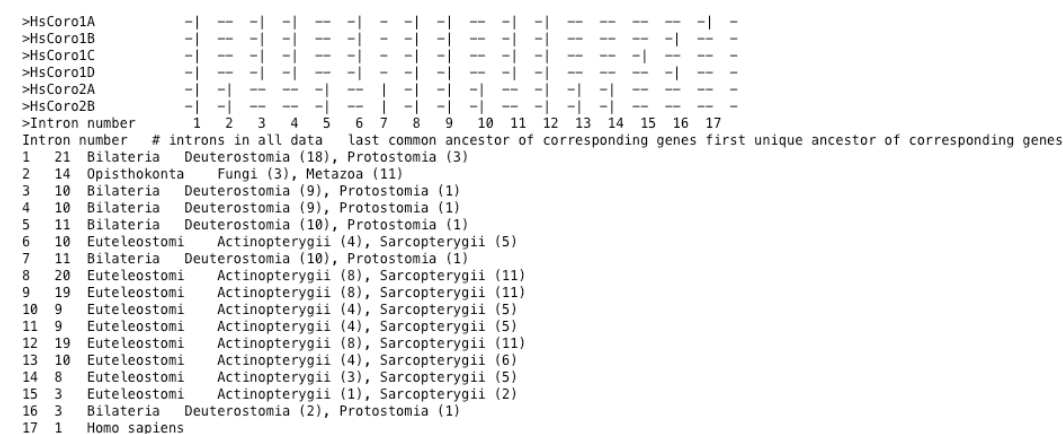 >HsCoro1A -| -- -| -| -- -| - -| -| -- -| -| -- -- -- -- -| -
>HsCoro1B -| -- -| -| -- -| - -| -| -- -| -| -- -- -- -| -- -
>HsCoro1C -| -- -| -| -- -| - -| -| -- -| -| -- -- -| -- -- -
>HsCoro1D -| -- -| -| -- -| - -| -| -- -| -| -- -- -- -| -- -
>HsCoro2A -| -| -- -- -| -- | -| -| -- -- -| -| -| -- -- -- -
>HsCoro2B -| -| -- -- -| -- | -| -| -- -- -| -| -| -- -- -- -
>Intron number 1 2 3 4 5 6 7 8 9 10 11 12 13 14 15 16 17
Intron number # introns in all data last common ancestor of corresponding genes first unique ancestor of corresponding genes
1 21 Bilateria Deuterostomia (18), Protostomia (3)
2 14 Opisthokonta Fungi (3), Metazoa (11)
3 10 Bilateria Deuterostomia (9), Protostomia (1)
4 10 Bilateria Deuterostomia (9), Protostomia (1)
5 11 Bilateria Deuterostomia (10), Protostomia (1)
6 10 Euteleostomi Actinopterygii (4), Sarcopterygii (5)
7 11 Bilateria Deuterostomia (10), Protostomia (1)
8 20 Euteleostomi Actinopterygii (8), Sarcopterygii (11)
9 19 Euteleostomi Actinopterygii (8), Sarcopterygii (11)
10 9 Euteleostomi Actinopterygii (4), Sarcopterygii (5)
11 9 Euteleostomi Actinopterygii (4), Sarcopterygii (5)
12 19 Euteleostomi Actinopterygii (8), Sarcopterygii (11)
13 10 Euteleostomi Actinopterygii (4), Sarcopterygii (6)
14 8 Euteleostomi Actinopterygii (3), Sarcopterygii (5)
15 3 Euteleostomi Actinopterygii (1), Sarcopterygii (2)
16 3 Bilateria Deuterostomia (2), Protostomia (1)
17 1 Homo sapiens